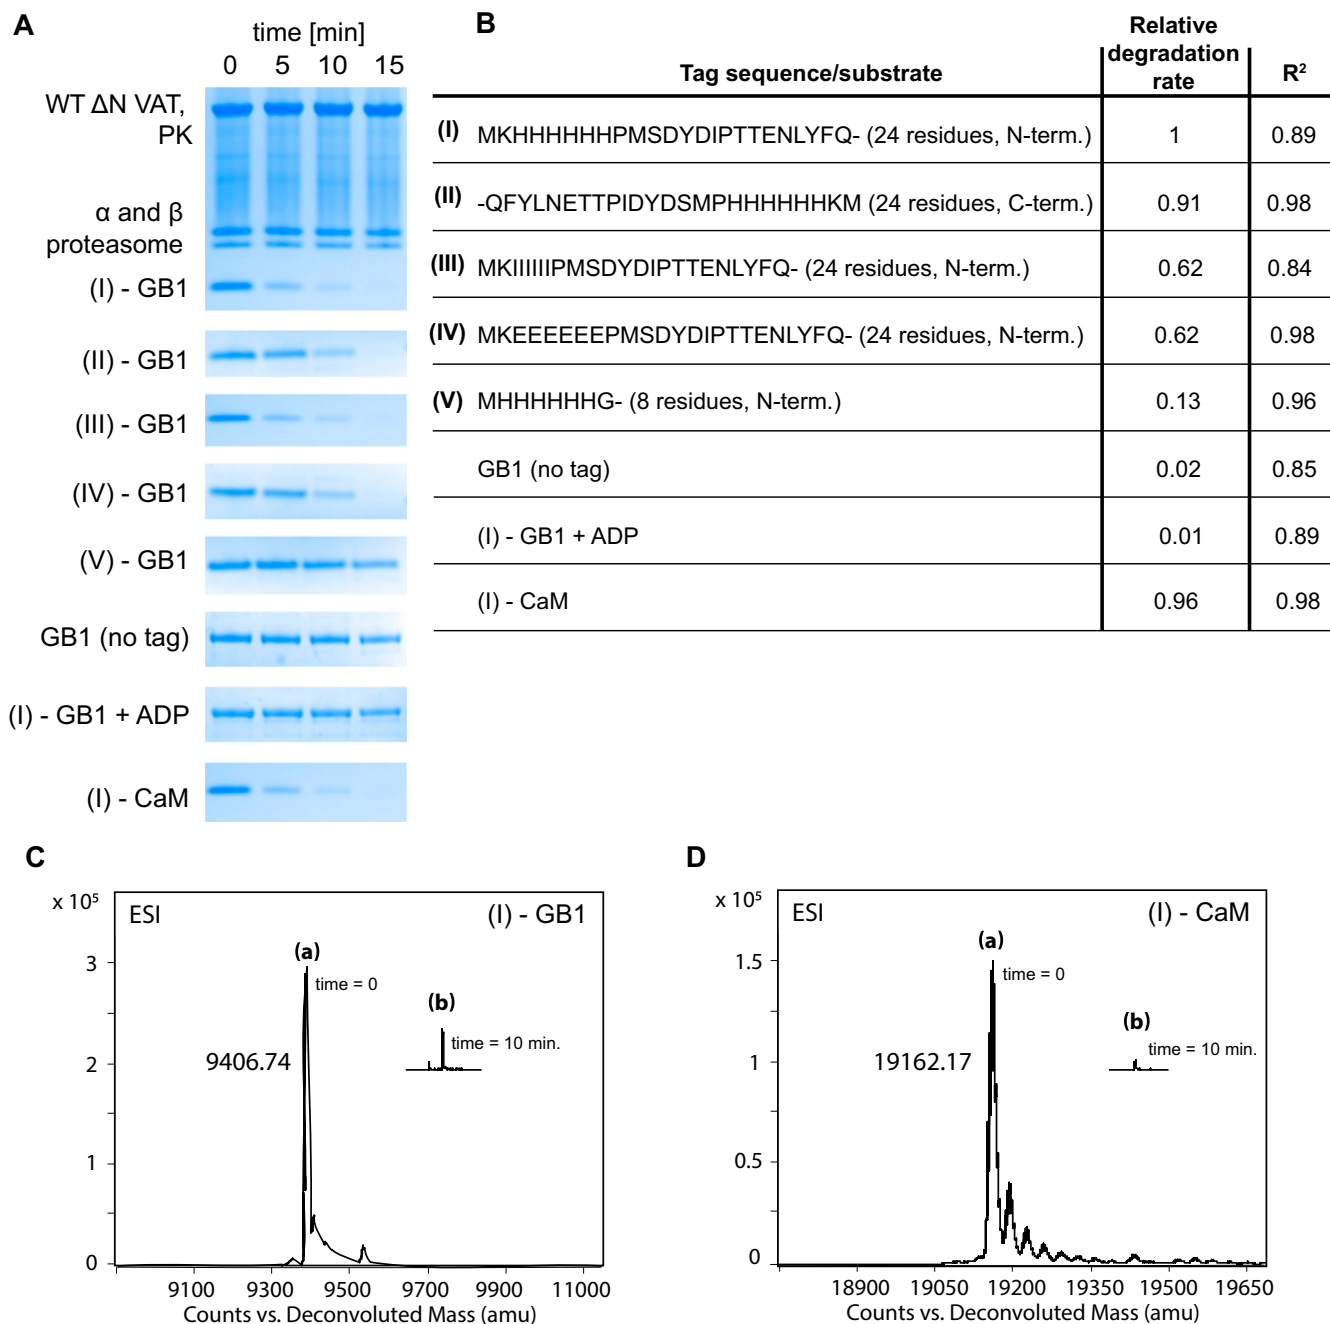 A
time [min]
0 5 10 15
WT ΔN VAT,
PK
α and β
proteasome
(I) - GB1
(II) - GB1
(III) - GB1
(IV) - GB1
(V) - GB1
GB1 (no tag)
(I) - GB1 + ADP
(I) - CaM
B
Tag sequence/substrate
Relative
degradation
rate
R²
(I) MKHHHHHHPMSDYDIPTTENLYFQ- (24 residues, N-term.) 1 0.89
(II) -QFYLNETTPIDYDSMPHHHHHHKM (24 residues, C-term.) 0.91 0.98
(III) MKIIIIIIPMSDYDIPTTENLYFQ- (24 residues, N-term.) 0.62 0.84
(IV) MKEEEEEEPMSDYDIPTTENLYFQ- (24 residues, N-term.) 0.62 0.98
(V) MHHHHHHG- (8 residues, N-term.) 0.13 0.96
GB1 (no tag) 0.02 0.85
(I) - GB1 + ADP 0.01 0.89
(I) - CaM 0.96 0.98
C
x 10⁵
ESI
(I) - GB1
(a)
time = 0
(b)
time = 10 min.
9406.74
3
2
1
0
9100 9300 9500 9700 9900 11000
Counts vs. Deconvoluted Mass (amu)
D
x 10⁵
ESI
(I) - CaM
(a)
time = 0
(b)
time = 10 min.
19162.17
1.5
1
0.5
0
18900 19050 19200 19350 19500 19650
Counts vs. Deconvoluted Mass (amu)